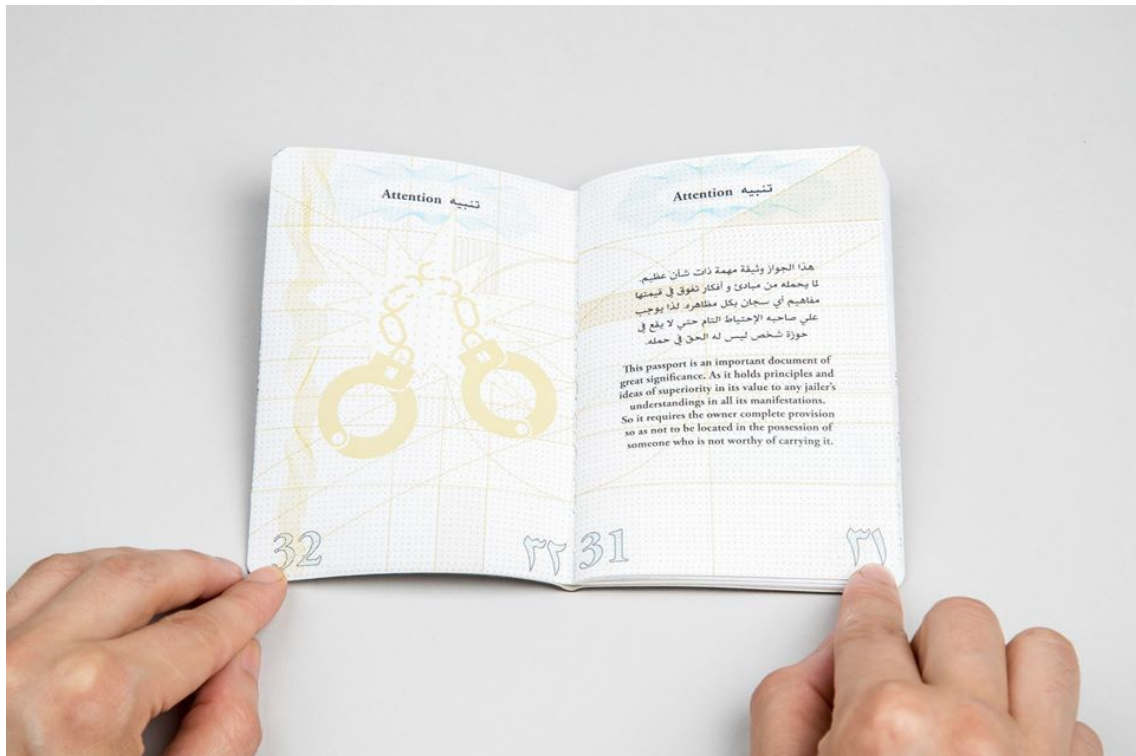 Attention تنبيه
هذا الجواز وثيقة مهمة ذات شأن عظيم.
لما يحمله من مبادئ و أفكار تفوق في قيمتها
مفاهيم أي سجان بكل مظاهره. لذا يوجب
علي صاحبه الإحتياط التام حتي لا يقع في
حوزة شخص ليس له الحق في حمله.
This passport is an important document of
great significance. As it holds principles and
ideas of superiority in its value to any jailer's
understandings in all its manifestations.
So it requires the owner complete provision
so as not to be located in the possession of
someone who is not worthy of carrying it.
31 ٣١
Attention تنبيه
32 ٣٢